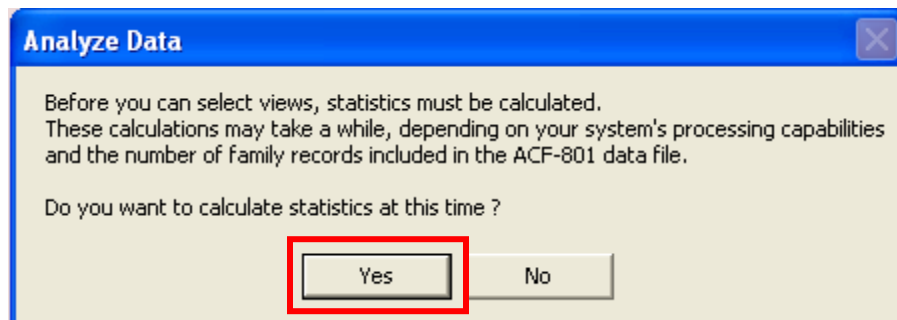 Analyze Data
Before you can select views, statistics must be calculated.
These calculations may take a while, depending on your system's processing capabilities
and the number of family records included in the ACF-801 data file.
Do you want to calculate statistics at this time ?
Yes
No